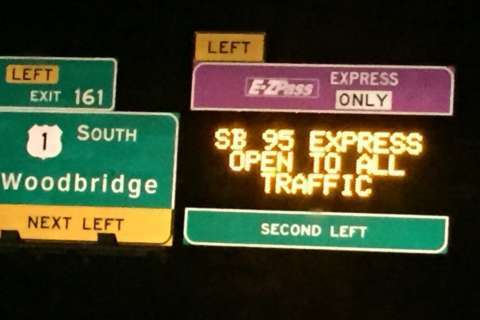 LEFT
EXIT 161
1 SOUTH
Woodbridge
NEXT LEFT
LEFT
E-ZPass EXPRESS
ONLY
SB 95 EXPRESS
OPEN TO ALL
TRAFFIC
SECOND LEFT